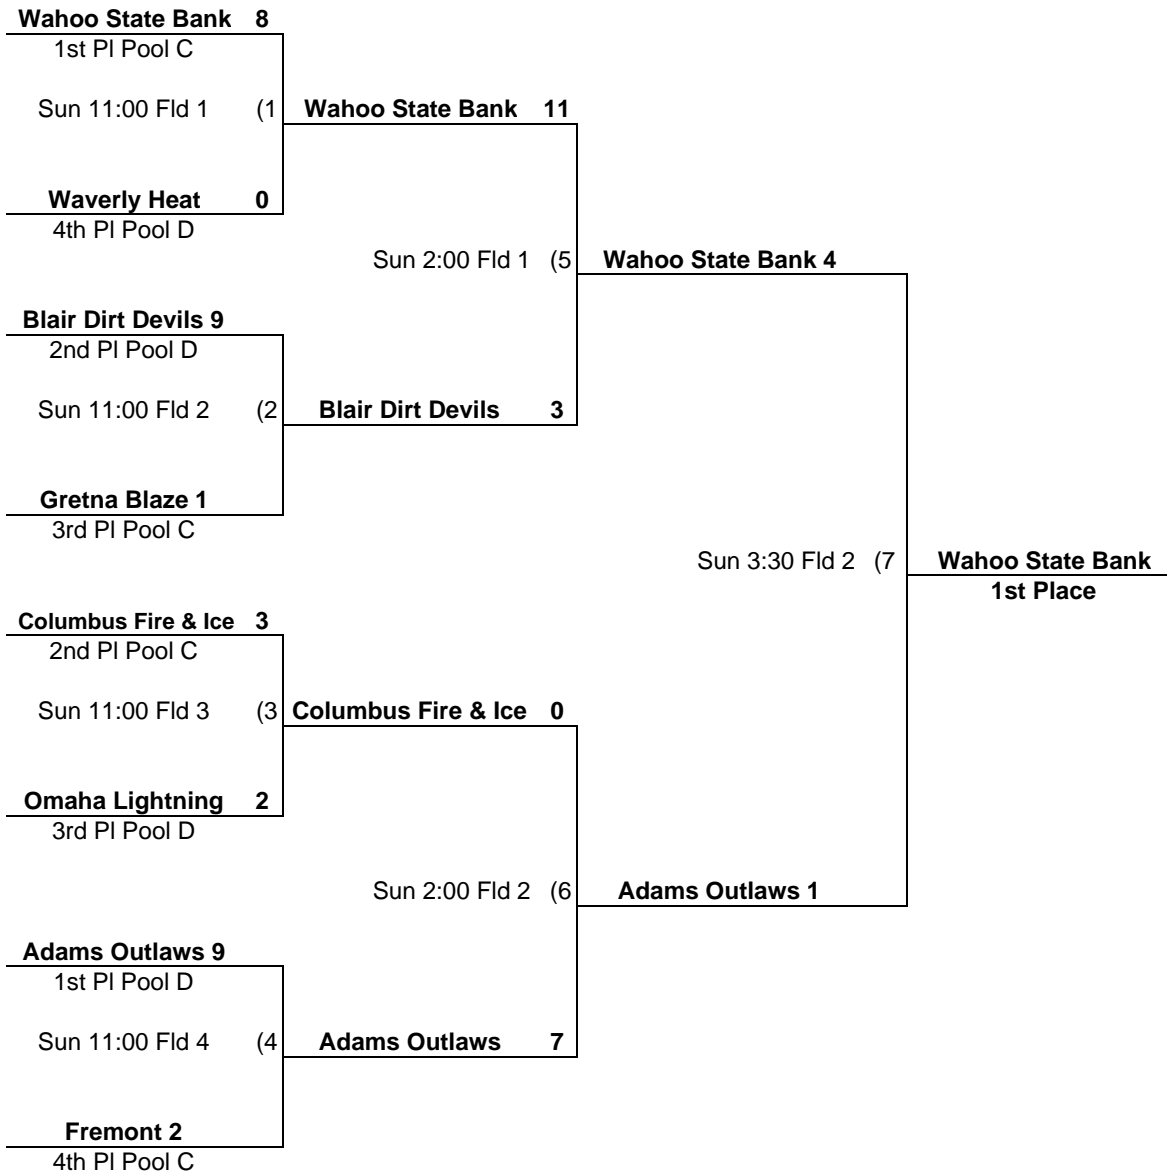 Wahoo State Bank 8
1st Pl Pool C
Sun 11:00 Fld 1 (1
Wahoo State Bank 11
Waverly Heat 0
4th Pl Pool D
Sun 2:00 Fld 1 (5
Wahoo State Bank 4
Blair Dirt Devils 9
2nd Pl Pool D
Sun 11:00 Fld 2 (2
Blair Dirt Devils 3
Gretna Blaze 1
3rd Pl Pool C
Sun 3:30 Fld 2 (7
Wahoo State Bank
1st Place
Columbus Fire & Ice 3
2nd Pl Pool C
Sun 11:00 Fld 3 (3
Columbus Fire & Ice 0
Omaha Lightning 2
3rd Pl Pool D
Sun 2:00 Fld 2 (6
Adams Outlaws 1
Adams Outlaws 9
1st Pl Pool D
Sun 11:00 Fld 4 (4
Adams Outlaws 7
Fremont 2
4th Pl Pool C